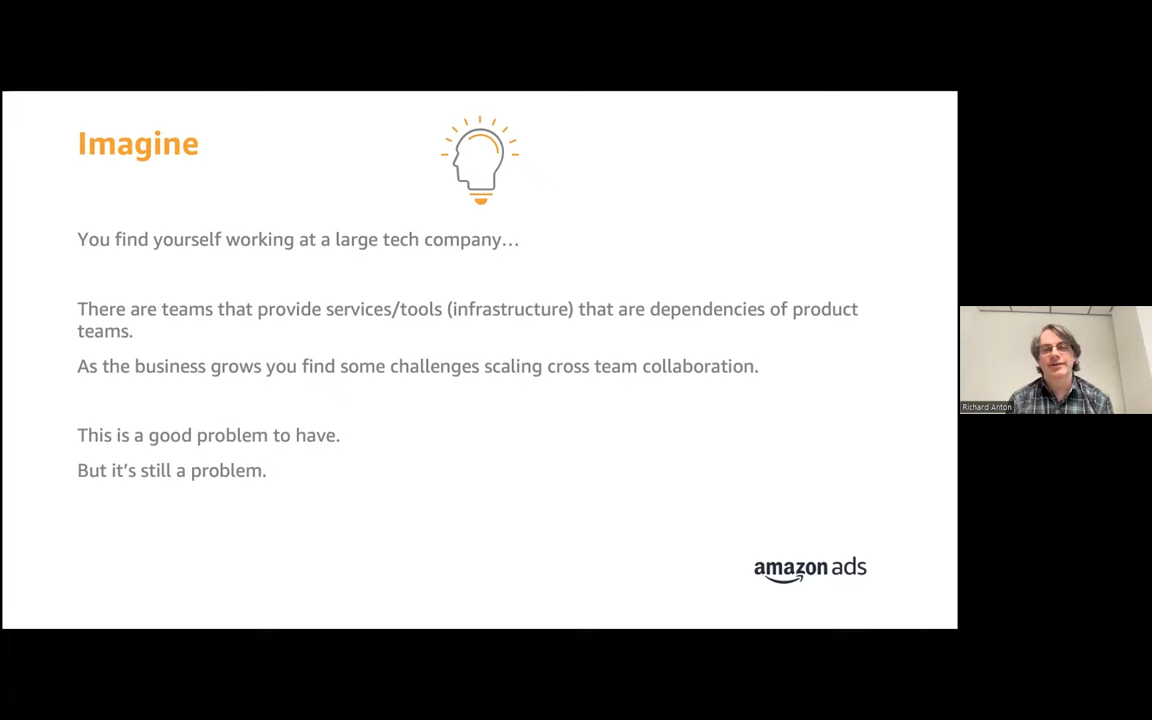 Imagine
You find yourself working at a large tech company…
There are teams that provide services/tools (infrastructure) that are dependencies of product
teams.
As the business grows you find some challenges scaling cross team collaboration.
This is a good problem to have.
But it’s still a problem.
Richard Anton
amazon ads